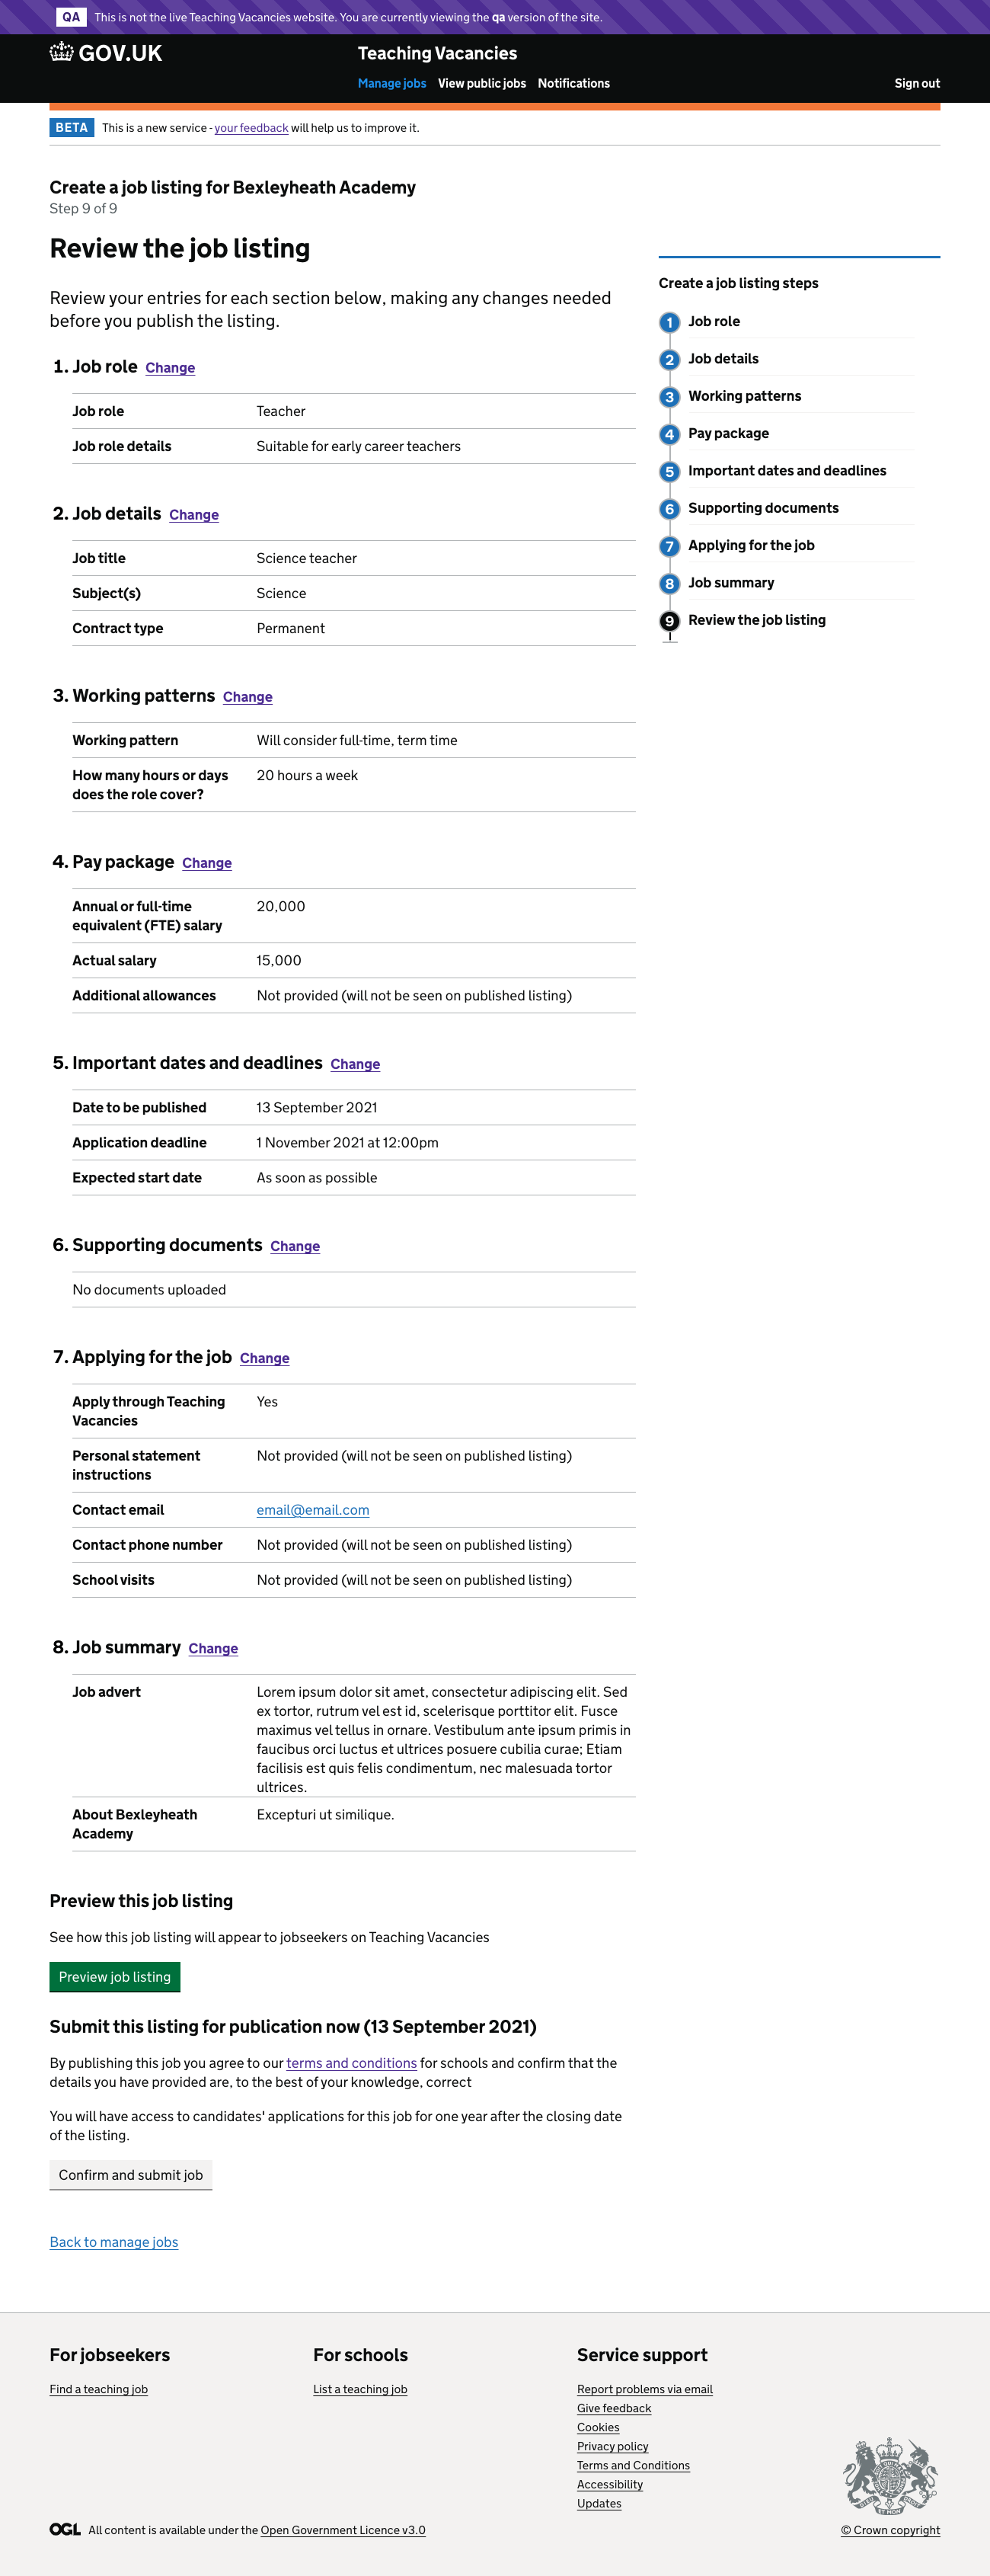 QA This is not the live Teaching Vacancies website. You are currently viewing the qa version of the site.
GOV.UK
Teaching Vacancies
Manage jobs View public jobs Notifications Sign out
BETA This is a new service - your feedback will help us to improve it.
Create a job listing for Bexleyheath Academy
Step 9 of 9
Review the job listing
Review your entries for each section below, making any changes needed
before you publish the listing.
1. Job role Change
Job role Teacher
Job role details Suitable for early career teachers
2. Job details Change
Job title Science teacher
Subject(s) Science
Contract type Permanent
3. Working patterns Change
Working pattern Will consider full-time, term time
How many hours or days 20 hours a week
does the role cover?
4. Pay package Change
Annual or full-time 20,000
equivalent (FTE) salary
Actual salary 15,000
Additional allowances Not provided (will not be seen on published listing)
5. Important dates and deadlines Change
Date to be published 13 September 2021
Application deadline 1 November 2021 at 12:00pm
Expected start date As soon as possible
6. Supporting documents Change
No documents uploaded
7. Applying for the job Change
Apply through Teaching Yes
Vacancies
Personal statement Not provided (will not be seen on published listing)
instructions
Contact email email@email.com
Contact phone number Not provided (will not be seen on published listing)
School visits Not provided (will not be seen on published listing)
8. Job summary Change
Job advert Lorem ipsum dolor sit amet, consectetur adipiscing elit. Sed
ex tortor, rutrum vel est id, scelerisque porttitor elit. Fusce
maximus vel tellus in ornare. Vestibulum ante ipsum primis in
faucibus orci luctus et ultrices posuere cubilia curae; Etiam
facilisis est quis felis condimentum, nec malesuada tortor
ultrices.
About Bexleyheath Excepturi ut similique.
Academy
Preview this job listing
See how this job listing will appear to jobseekers on Teaching Vacancies
Preview job listing
Submit this listing for publication now (13 September 2021)
By publishing this job you agree to our terms and conditions for schools and confirm that the
details you have provided are, to the best of your knowledge, correct
You will have access to candidates' applications for this job for one year after the closing date
of the listing.
Confirm and submit job
Back to manage jobs
Create a job listing steps
1 Job role
2 Job details
3 Working patterns
4 Pay package
5 Important dates and deadlines
6 Supporting documents
7 Applying for the job
8 Job summary
9 Review the job listing
For jobseekers
Find a teaching job
For schools
List a teaching job
Service support
Report problems via email
Give feedback
Cookies
Privacy policy
Terms and Conditions
Accessibility
Updates
OGL All content is available under the Open Government Licence v3.0
© Crown copyright